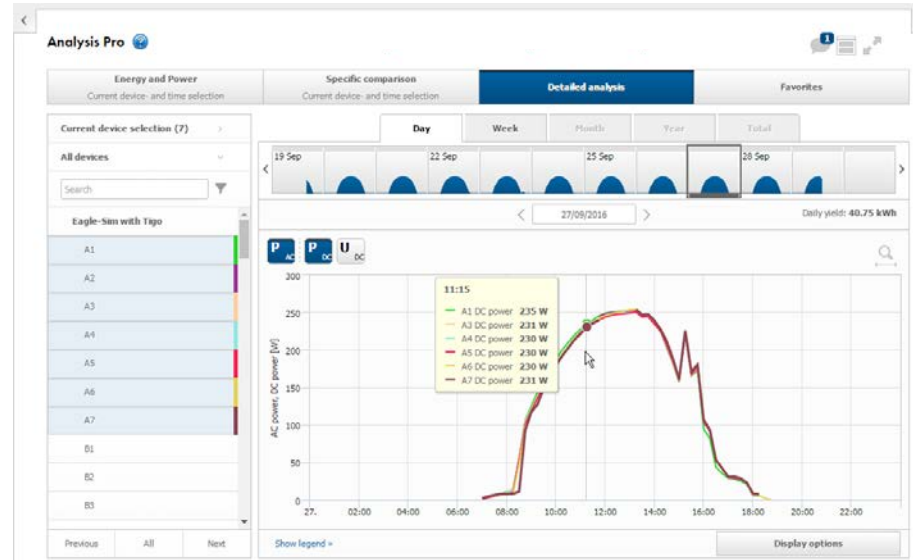 Analysis Pro
1
Energy and Power
Current device- and time selection
Specific comparison
Current device- and time selection
Detailed analysis
Favorites
Current device selection (7)
All devices
Search
Eagle-Sim with Tigo
A1
A2
A3
A4
A5
A6
A7
B1
B2
B3
Previous All Next
Day Week Month Year Total
19 Sep 22 Sep 25 Sep 28 Sep
27/09/2016
Daily yield: 40.75 kWh
P AC P DC U DC
11:15
A1 DC power 235 W
A3 DC power 231 W
A4 DC power 230 W
A5 DC power 230 W
A6 DC power 230 W
A7 DC power 231 W
AC power, DC power [W]
300
250
200
150
100
50
0
27. 02:00 04:00 06:00 08:00 10:00 12:00 14:00 16:00 18:00 20:00 22:00
Show legend »
Display options